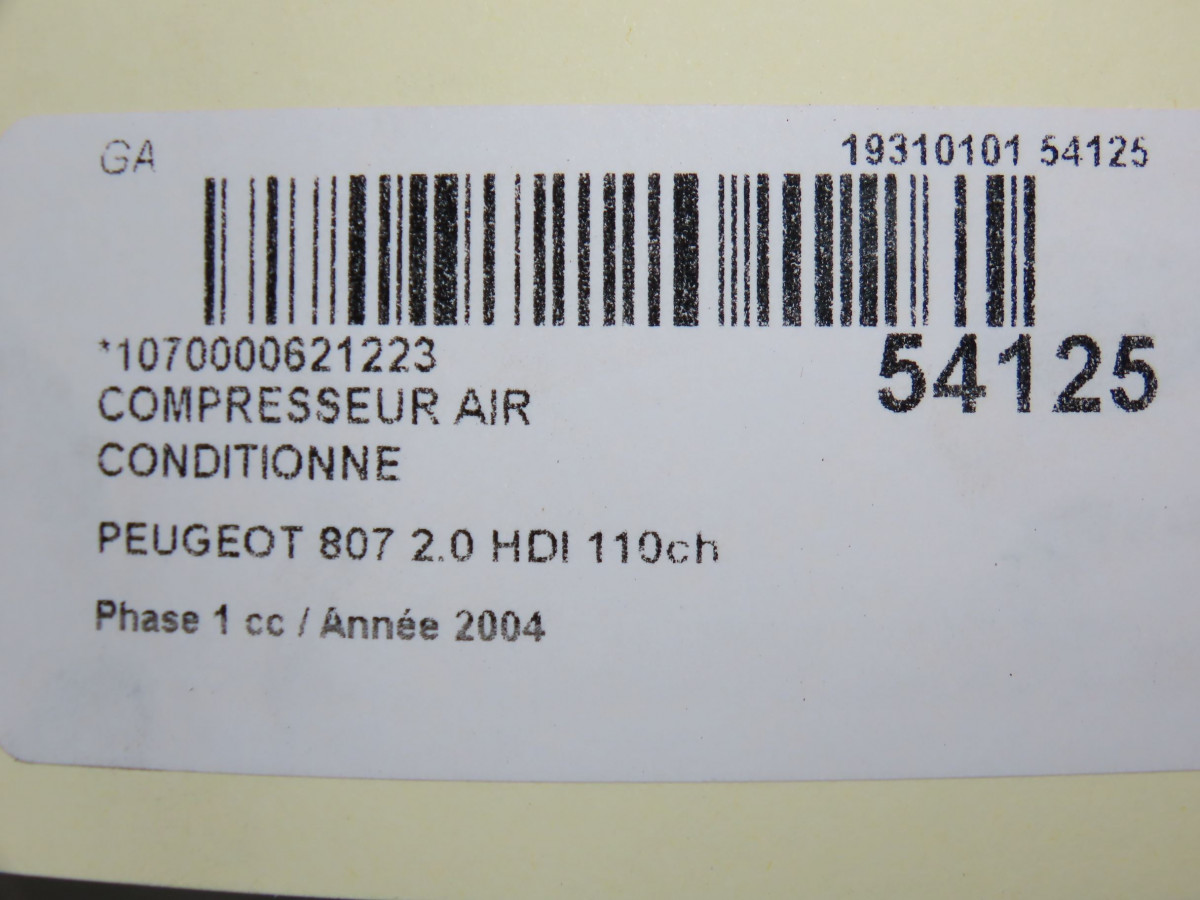 GA
19310101 54125
*1070000621223
54125
COMPRESSEUR AIR
CONDITIONNE
PEUGEOT 807 2.0 HDI 110ch
Phase 1 cc / Année 2004